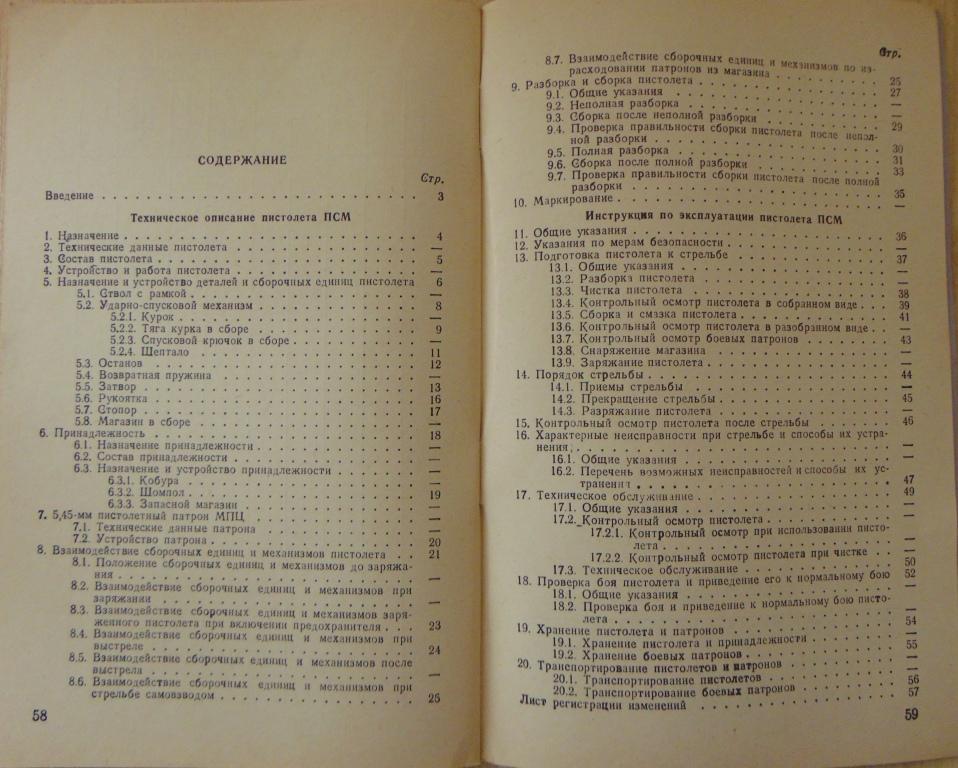 СОДЕРЖАНИЕ
Стр.
Введение . . . 3
Техническое описание пистолета ПСМ
1. Назначение . . . 4
2. Технические данные пистолета . . . —
3. Состав пистолета . . . 5
4. Устройство и работа пистолета . . . —
5. Назначение и устройство деталей и сборочных единиц пистолета 6
5.1. Ствол с рамкой . . . —
5.2. Ударно-спусковой механизм . . . 8
5.2.1. Курок . . . —
5.2.2. Тяга курка в сборе . . . 9
5.2.3. Спусковой крючок в сборе . . . —
5.2.4. Шептало . . . 11
5.3. Останов . . . 12
5.4. Возвратная пружина . . . —
5.5. Затвор . . . 13
5.6. Рукоятка . . . 16
5.7. Стопор . . . 17
5.8. Магазин в сборе . . . —
6. Принадлежность . . . 18
6.1. Назначение принадлежности . . . —
6.2. Состав принадлежности . . . —
6.3. Назначение и устройство принадлежности . . . —
6.3.1. Кобура . . . —
6.3.2. Шомпол . . . 19
6.3.3. Запасной магазин . . . —
7. 5,45-мм пистолетный патрон МПЦ . . . —
7.1. Технические данные патрона . . . —
7.2. Устройство патрона . . . 20
8. Взаимодействие сборочных единиц и механизмов пистолета . . 21
8.1. Положение сборочных единиц и механизмов до заряжа-
ния . . . —
8.2. Взаимодействие сборочных единиц и механизмов при
заряжании . . . —
8.3. Взаимодействие сборочных единиц и механизмов заря-
женного пистолета при включении предохранителя . . 23
8.4. Взаимодействие сборочных единиц и механизмов при
выстреле . . . 24
8.5. Взаимодействие сборочных единиц и механизмов после
выстрела . . . —
8.6. Взаимодействие сборочных единиц и механизмов при
стрельбе самовзводом . . . 25
58
Стр.
8.7. Взаимодействие сборочных единиц и механизмов по из-
расходовании патронов из магазина . . . 25
9. Разборка и сборка пистолета . . . 27
9.1. Общие указания . . . —
9.2. Неполная разборка . . . —
9.3. Сборка после неполной разборки . . . 29
9.4. Проверка правильности сборки пистолета после непол-
ной разборки . . . 30
9.5. Полная разборка . . . 31
9.6. Сборка после полной разборки . . . 33
9.7. Проверка правильности сборки пистолета после полной
разборки . . . 35
10. Маркирование . . . —
Инструкция по эксплуатации пистолета ПСМ
11. Общие указания . . . 36
12. Указания по мерам безопасности . . . —
13. Подготовка пистолета к стрельбе . . . 37
13.1. Общие указания . . . —
13.2. Разборка пистолета . . . —
13.3. Чистка пистолета . . . 38
13.4. Контрольный осмотр пистолета в собранном виде . . 39
13.5. Сборка и смазка пистолета . . . 41
13.6. Контрольный осмотр пистолета в разобранном виде . . —
13.7. Контрольный осмотр боевых патронов . . . 43
13.8. Снаряжение магазина . . . —
13.9. Заряжание пистолета . . . —
14. Порядок стрельбы . . . 44
14.1. Приемы стрельбы . . . —
14.2. Прекращение стрельбы . . . 45
14.3. Разряжание пистолета . . . —
15. Контрольный осмотр пистолета после стрельбы . . . 46
16. Характерные неисправности при стрельбе и способы их устра-
нения . . . —
16.1. Общие указания . . . —
16.2. Перечень возможных неисправностей и способы их ус-
транения . . . 47
17. Техническое обслуживание . . . 49
17.1. Общие указания . . . —
17.2. Контрольный осмотр пистолета . . . —
17.2.1. Контрольный осмотр при использовании писто-
лета . . . —
17.2.2. Контрольный осмотр пистолета при чистке . . —
17.3. Техническое обслуживание . . . 50
18. Проверка боя пистолета и приведение его к нормальному бою 52
18.1. Общие указания . . . —
18.2. Проверка боя и приведение к нормальному бою писто-
лета . . . —
19. Хранение пистолета и патронов . . . 54
19.1. Хранение пистолета и принадлежности . . . —
19.2. Хранение боевых патронов . . . 55
20. Транспортирование пистолетов и патронов . . . —
20.1. Транспортирование пистолетов . . . —
20.2. Транспортирование боевых патронов . . . 56
Лист регистрации изменений . . . 57
59